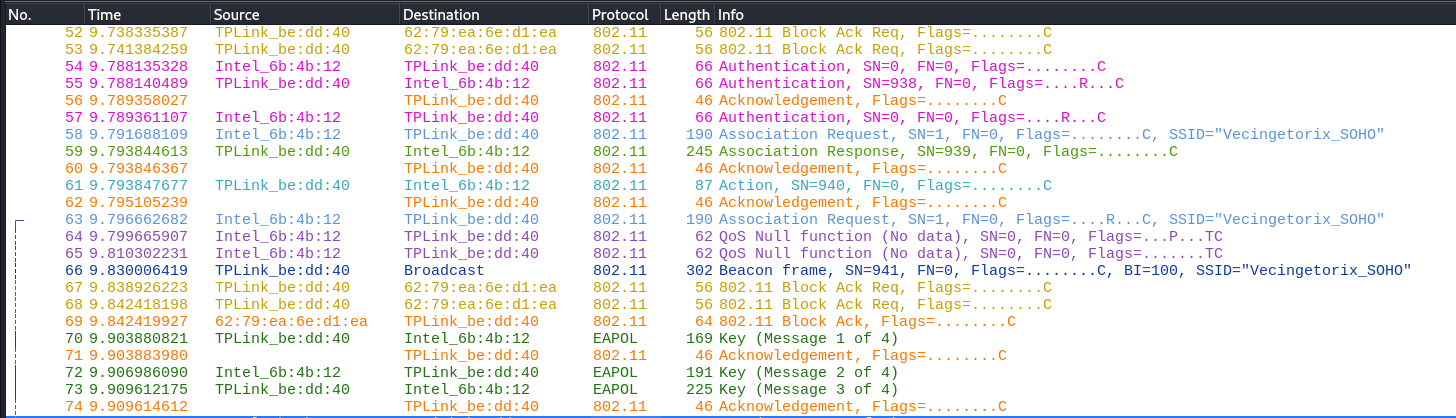 No. Time Source Destination Protocol Length Info
52 9.738335387 TPLink_be:dd:40 62:79:ea:6e:d1:ea 802.11 56 802.11 Block Ack Req, Flags=........C
53 9.741384259 TPLink_be:dd:40 62:79:ea:6e:d1:ea 802.11 56 802.11 Block Ack Req, Flags=........C
54 9.788135328 Intel_6b:4b:12 TPLink_be:dd:40 802.11 66 Authentication, SN=0, FN=0, Flags=........C
55 9.788140489 TPLink_be:dd:40 Intel_6b:4b:12 802.11 66 Authentication, SN=938, FN=0, Flags=....R...C
56 9.789358027 TPLink_be:dd:40 802.11 46 Acknowledgement, Flags=........C
57 9.789361107 Intel_6b:4b:12 TPLink_be:dd:40 802.11 66 Authentication, SN=0, FN=0, Flags=....R...C
58 9.791688109 Intel_6b:4b:12 TPLink_be:dd:40 802.11 190 Association Request, SN=1, FN=0, Flags=........C, SSID="Vecingetorix_SOHO"
59 9.793844613 TPLink_be:dd:40 Intel_6b:4b:12 802.11 245 Association Response, SN=939, FN=0, Flags=........C
60 9.793846367 TPLink_be:dd:40 802.11 46 Acknowledgement, Flags=........C
61 9.793847677 TPLink_be:dd:40 Intel_6b:4b:12 802.11 87 Action, SN=940, FN=0, Flags=........C
62 9.795105239 TPLink_be:dd:40 802.11 46 Acknowledgement, Flags=........C
63 9.796662682 Intel_6b:4b:12 TPLink_be:dd:40 802.11 190 Association Request, SN=1, FN=0, Flags=....R...C, SSID="Vecingetorix_SOHO"
64 9.799665907 Intel_6b:4b:12 TPLink_be:dd:40 802.11 62 QoS Null function (No data), SN=0, FN=0, Flags=...P...TC
65 9.810302231 Intel_6b:4b:12 TPLink_be:dd:40 802.11 62 QoS Null function (No data), SN=0, FN=0, Flags=.......TC
66 9.830006419 TPLink_be:dd:40 Broadcast 802.11 302 Beacon frame, SN=941, FN=0, Flags=........C, BI=100, SSID="Vecingetorix_SOHO"
67 9.838926223 TPLink_be:dd:40 62:79:ea:6e:d1:ea 802.11 56 802.11 Block Ack Req, Flags=........C
68 9.842418198 TPLink_be:dd:40 62:79:ea:6e:d1:ea 802.11 56 802.11 Block Ack Req, Flags=........C
69 9.842419927 62:79:ea:6e:d1:ea TPLink_be:dd:40 802.11 64 802.11 Block Ack, Flags=........C
70 9.903880821 TPLink_be:dd:40 Intel_6b:4b:12 EAPOL 169 Key (Message 1 of 4)
71 9.903883980 TPLink_be:dd:40 802.11 46 Acknowledgement, Flags=........C
72 9.906986090 Intel_6b:4b:12 TPLink_be:dd:40 EAPOL 191 Key (Message 2 of 4)
73 9.909612175 TPLink_be:dd:40 Intel_6b:4b:12 EAPOL 225 Key (Message 3 of 4)
74 9.909614612 TPLink_be:dd:40 802.11 46 Acknowledgement, Flags=........C